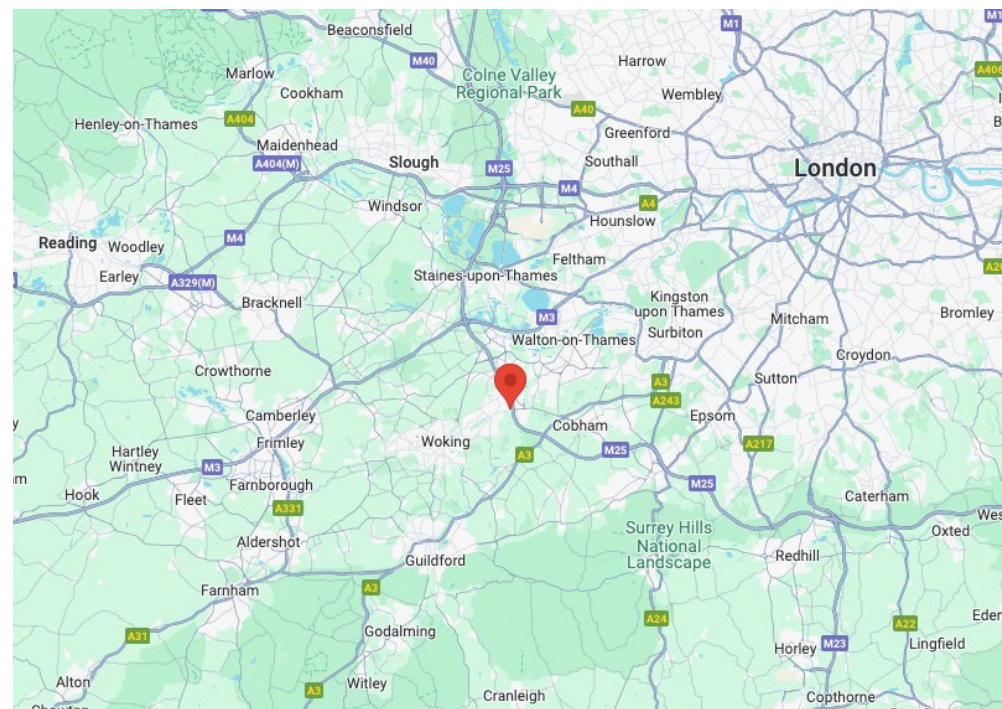 Beaconsfield
M1
M1
Harrow
M40
Marlow
Colne Valley
Regional Park
A406
Cookham
Wembley
A40
A404
Henley-on-Thames
Greenford
Maidenhead
A404(M)
Slough
Southall
London
M25
M4
Windsor
A4
Hounslow
M4
Reading
Woodley
Feltham
Earley
A329(M)
Staines-upon-Thames
Bracknell
Kingston
upon Thames
M3
Mitcham
Bromley
Walton-on-Thames
Surbiton
Croydon
Crowthorne
A3
Sutton
A243
Camberley
Epsom
Cobham
Frimley
Woking
A217
Hartley
Wintney
M25
A3
M3
Farnborough
M25
Hook
Fleet
Caterham
A331
Surrey Hills
National
Landscape
Oxted
Aldershot
Redhill
Guildford
Farnham
A3
A24
A22
A31
Godalming
M23
Lingfield
Horley
Alton
Witley
A3
Cranleigh
Copthorne